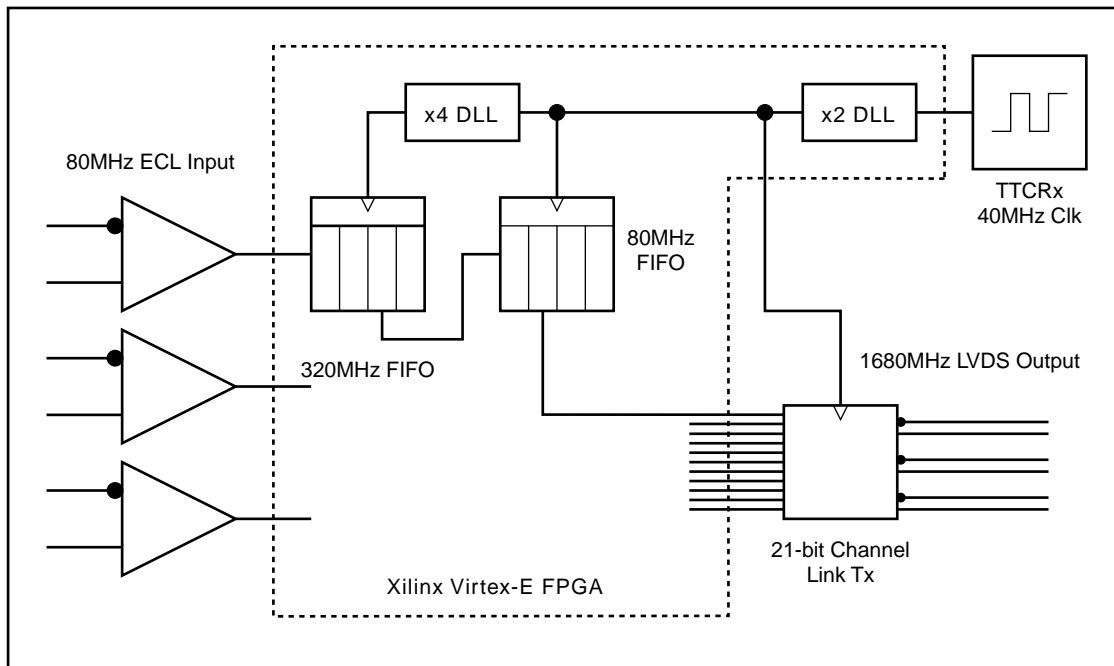 x4 DLL
x2 DLL
80MHz ECL Input
TTCRx
40MHz Clk
80MHz
FIFO
320MHz FIFO
1680MHz LVDS Output
21-bit Channel
Link Tx
Xilinx Virtex-E FPGA